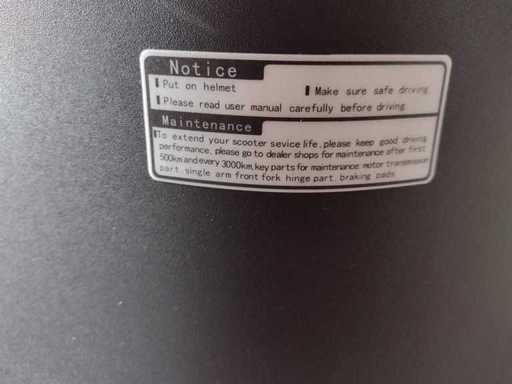 Notice
Put on helmet Make sure safe driving
Please read user manual carefully before driving
Maintenance
To extend your scooter sevice life, please keep good driving
performance, please go to dealer shops for maintenance after first
500km and every 3000km, key parts for maintenance: motor transmission
part, single arm front fork hinge part, braking pads.